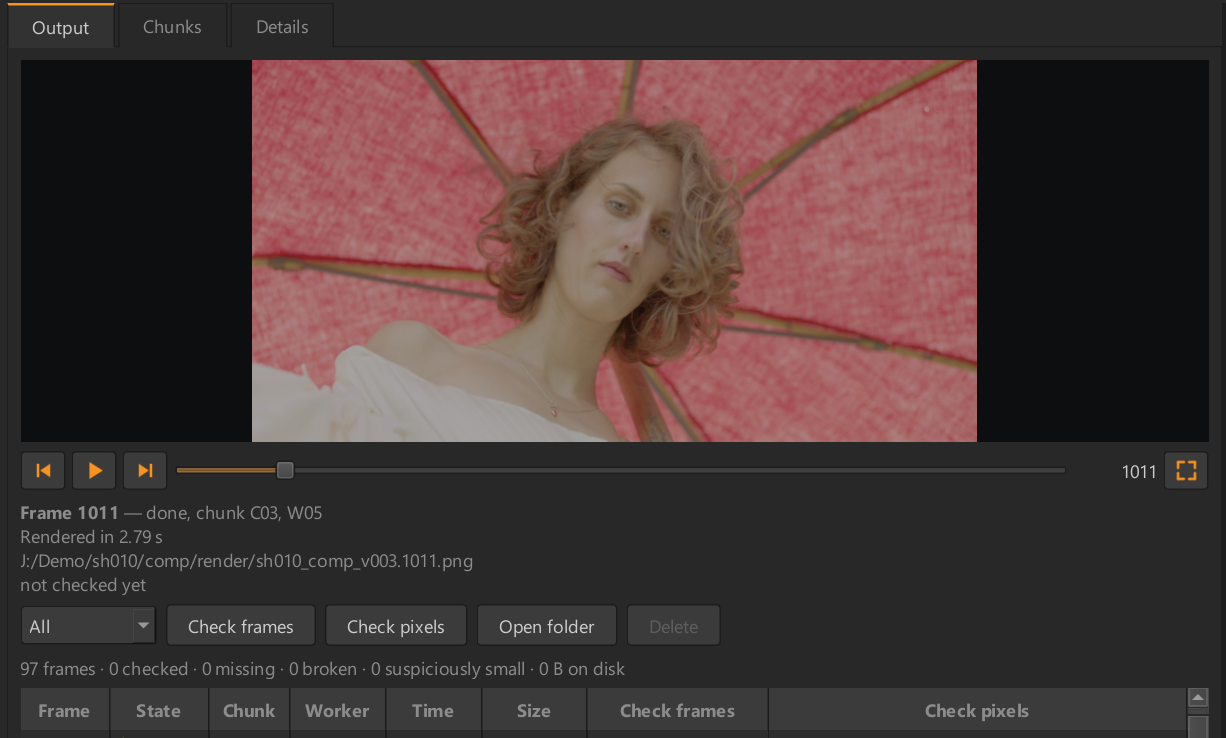 Output Chunks Details
1011
Frame 1011 — done, chunk C03, W05
Rendered in 2.79 s
J:/Demo/sh010/comp/render/sh010_comp_v003.1011.png
not checked yet
All Check frames Check pixels Open folder Delete
97 frames · 0 checked · 0 missing · 0 broken · 0 suspiciously small · 0 B on disk
Frame State Chunk Worker Time Size Check frames Check pixels